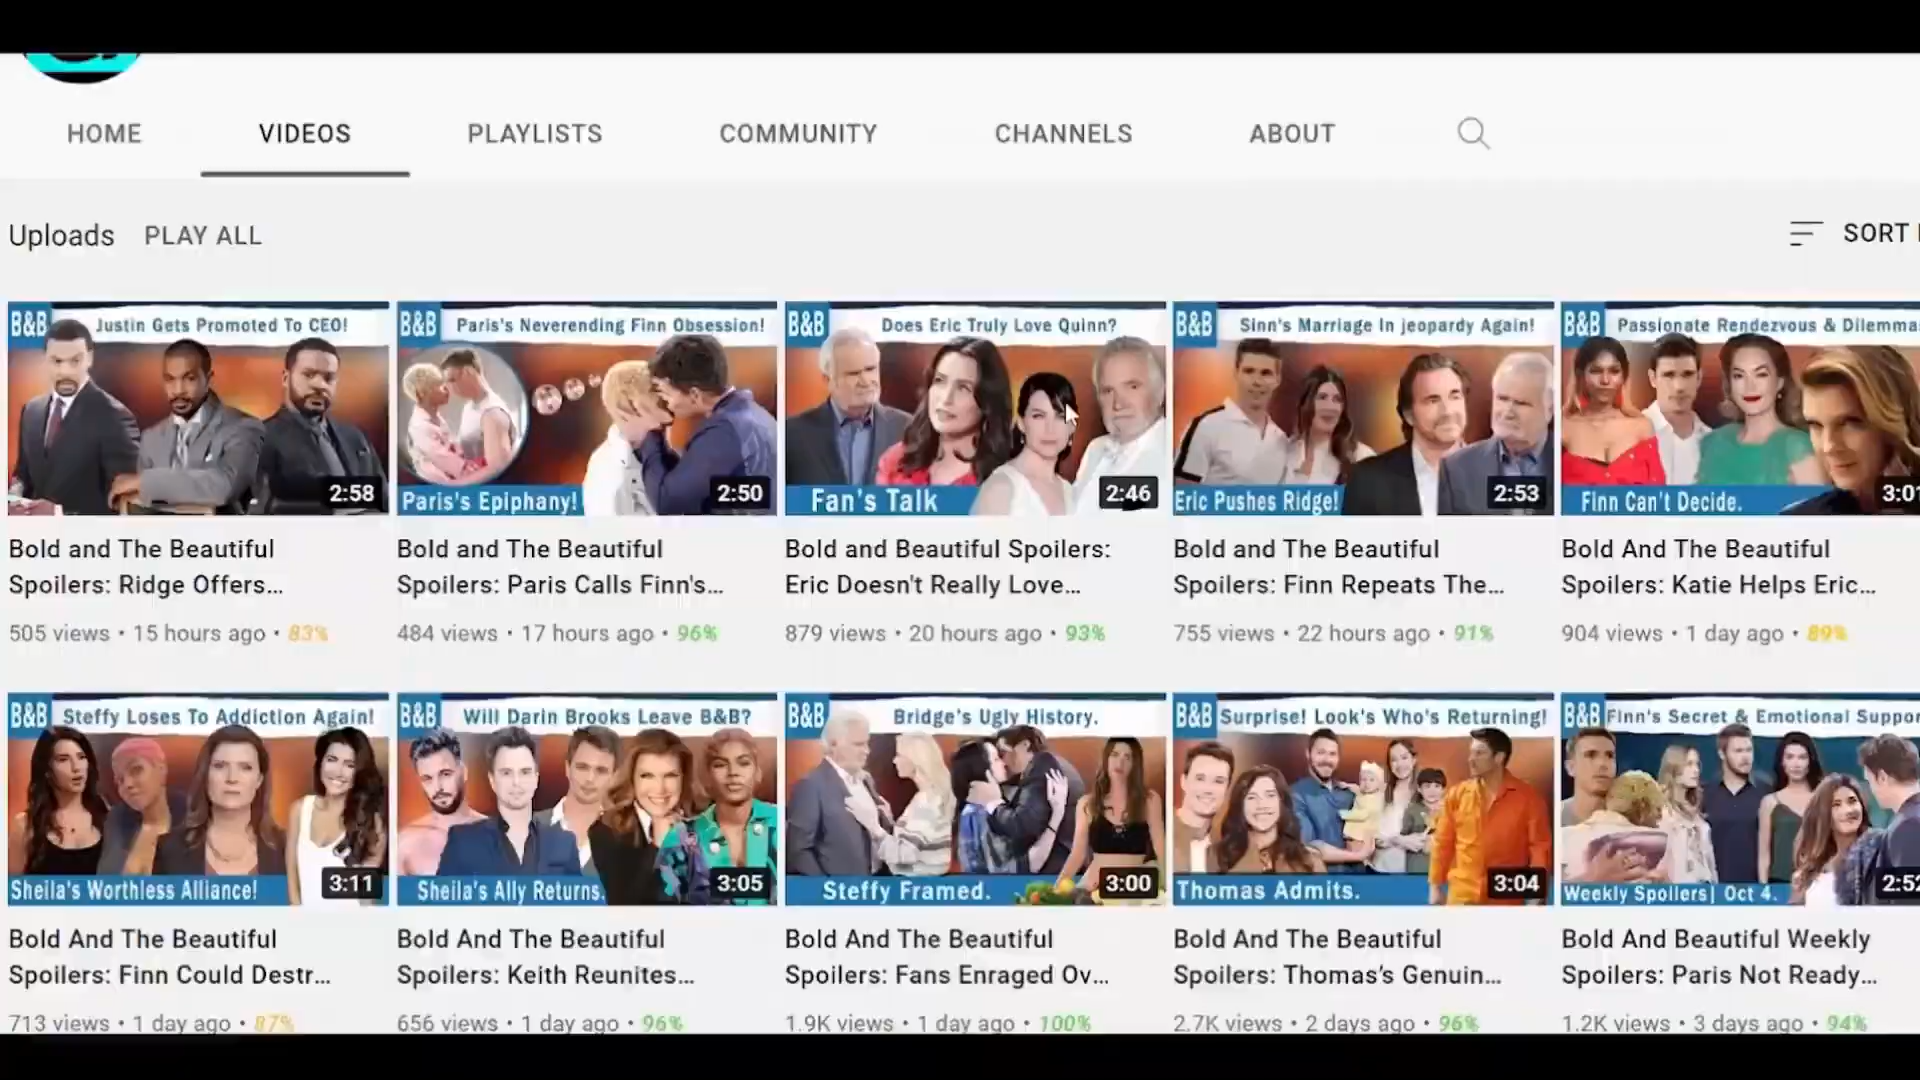 HOME VIDEOS PLAYLISTS COMMUNITY CHANNELS ABOUT
Uploads PLAY ALL SORT
B&B Justin Gets Promoted To CEO!
2:58
Bold and The Beautiful
Spoilers: Ridge Offers...
505 views • 15 hours ago • 83%
B&B Paris's Neverending Finn Obsession!
Paris's Epiphany! 2:50
Bold and The Beautiful
Spoilers: Paris Calls Finn's...
484 views • 17 hours ago • 96%
B&B Does Eric Truly Love Quinn?
Fan's Talk 2:46
Bold and Beautiful Spoilers:
Eric Doesn't Really Love...
879 views • 20 hours ago • 93%
B&B Sinn's Marriage In jeopardy Again!
Eric Pushes Ridge! 2:53
Bold and The Beautiful
Spoilers: Finn Repeats The...
755 views • 22 hours ago • 91%
B&B Passionate Rendezvous & Dilemma
Finn Can't Decide. 3:01
Bold And The Beautiful
Spoilers: Katie Helps Eric...
904 views • 1 day ago • 89%
B&B Steffy Loses To Addiction Again!
Sheila's Worthless Alliance! 3:11
Bold And The Beautiful
Spoilers: Finn Could Destr...
713 views • 1 day ago • 87%
B&B Will Darin Brooks Leave B&B?
Sheila's Ally Returns. 3:05
Bold And The Beautiful
Spoilers: Keith Reunites...
656 views • 1 day ago • 96%
B&B Bridge's Ugly History.
Steffy Framed. 3:00
Bold And The Beautiful
Spoilers: Fans Enraged Ov...
1.9K views • 1 day ago • 100%
B&B Surprise! Look's Who's Returning!
Thomas Admits. 3:04
Bold And The Beautiful
Spoilers: Thomas's Genuin...
2.7K views • 2 days ago • 96%
B&B Finn's Secret & Emotional Suppor
Weekly Spoilers| Oct 4. 2:52
Bold And Beautiful Weekly
Spoilers: Paris Not Ready...
1.2K views • 3 days ago • 94%